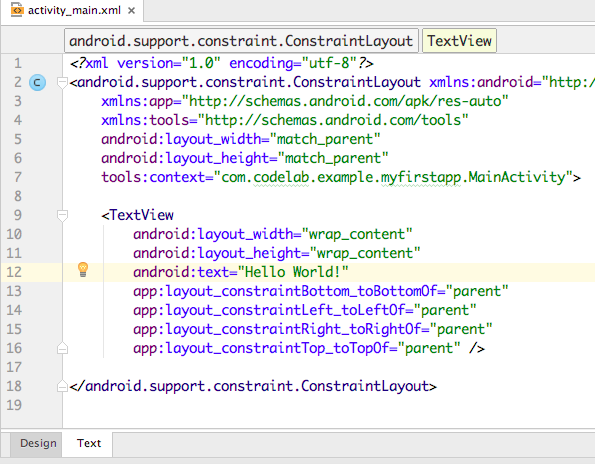 activity_main.xml ×
android.support.constraint.ConstraintLayout TextView
1 <?xml version="1.0" encoding="utf-8"?>
2 C <android.support.constraint.ConstraintLayout xmlns:android="http:/
3 xmlns:app="http://schemas.android.com/apk/res-auto"
4 xmlns:tools="http://schemas.android.com/tools"
5 android:layout_width="match_parent"
6 android:layout_height="match_parent"
7 tools:context="com.codelab.example.myfirstapp.MainActivity">
8
9 <TextView
10 android:layout_width="wrap_content"
11 android:layout_height="wrap_content"
12 android:text="Hello World!"
13 app:layout_constraintBottom_toBottomOf="parent"
14 app:layout_constraintLeft_toLeftOf="parent"
15 app:layout_constraintRight_toRightOf="parent"
16 app:layout_constraintTop_toTopOf="parent" />
17
18 </android.support.constraint.ConstraintLayout>
19
Design Text